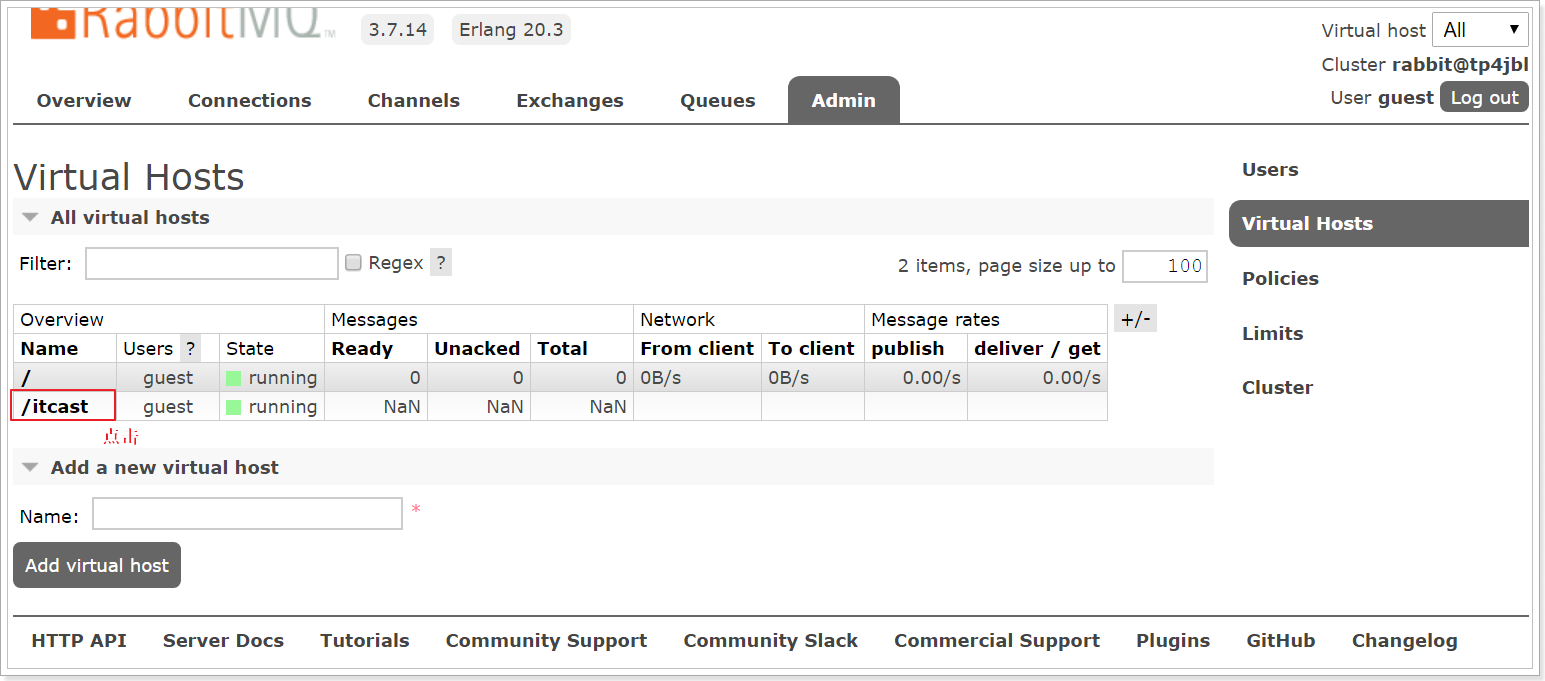 RabbitMQ TM 3.7.14 Erlang 20.3
Virtual host All
Cluster rabbit@tp4jbl
User guest Log out
Overview Connections Channels Exchanges Queues Admin
Virtual Hosts
All virtual hosts
Filter: Regex ?
2 items, page size up to 100
Overview Messages Network Message rates +/-
Name Users ? State Ready Unacked Total From client To client publish deliver / get
/ guest running 0 0 0 0B/s 0B/s 0.00/s 0.00/s
/itcast guest running NaN NaN NaN
Add a new virtual host
Name: *
Add virtual host
Users
Virtual Hosts
Policies
Limits
Cluster
HTTP API Server Docs Tutorials Community Support Community Slack Commercial Support Plugins GitHub Changelog